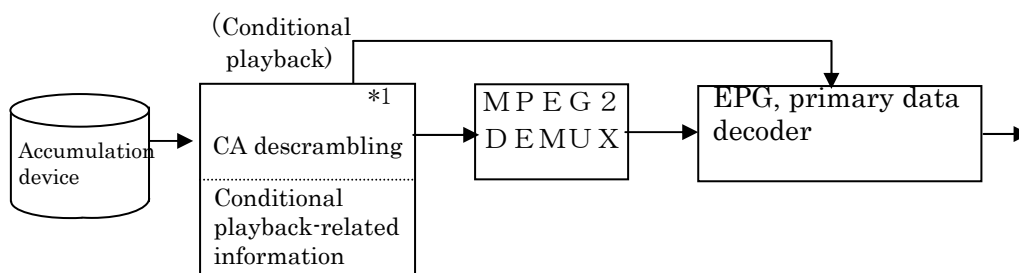 (Conditional
playback)
*1
Accumulation
device
CA descrambling
Conditional
playback-related
information
ＭＰＥＧ２
ＤＥＭＵＸ
EPG, primary data
decoder